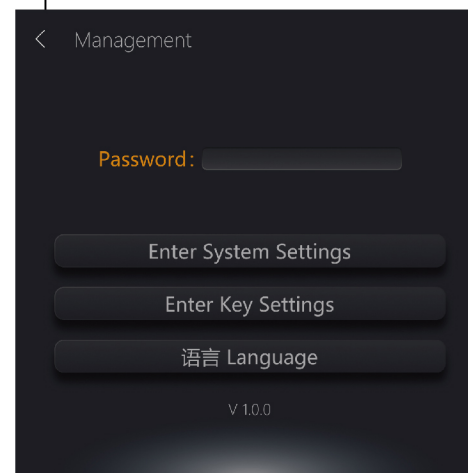 Management
Password:
Enter System Settings
Enter Key Settings
语言 Language
V 1.0.0